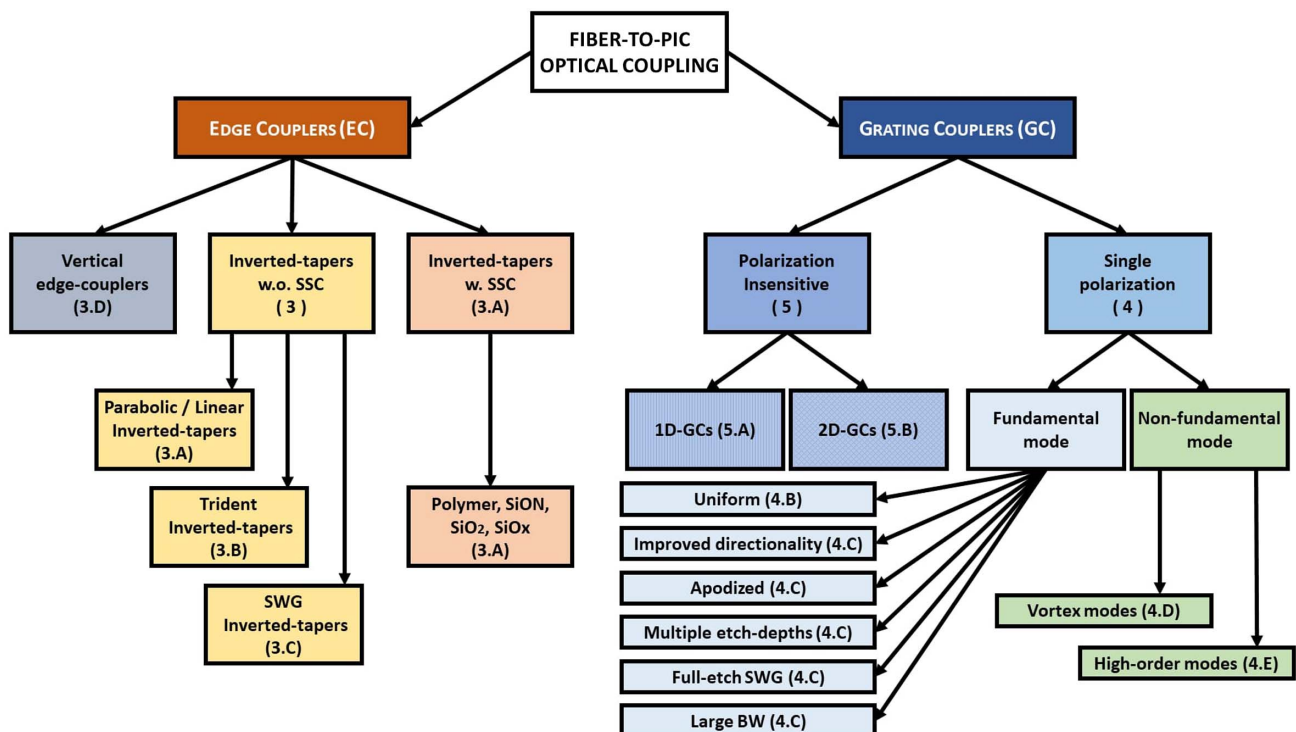 FIBER-TO-PIC
OPTICAL COUPLING
EDGE COUPLERS (EC)
GRATING COUPLERS (GC)
Vertical
edge-couplers
(3.D)
Inverted-tapers
w.o. SSC
( 3 )
Inverted-tapers
w. SSC
(3.A)
Polarization
Insensitive
( 5 )
Single
polarization
( 4 )
Parabolic / Linear
Inverted-tapers
(3.A)
Trident
Inverted-tapers
(3.B)
SWG
Inverted-tapers
(3.C)
Polymer, SiON,
SiO2, SiOx
(3.A)
1D-GCs (5.A)
2D-GCs (5.B)
Fundamental
mode
Non-fundamental
mode
Uniform (4.B)
Improved directionality (4.C)
Apodized (4.C)
Multiple etch-depths (4.C)
Full-etch SWG (4.C)
Large BW (4.C)
Vortex modes (4.D)
High-order modes (4.E)